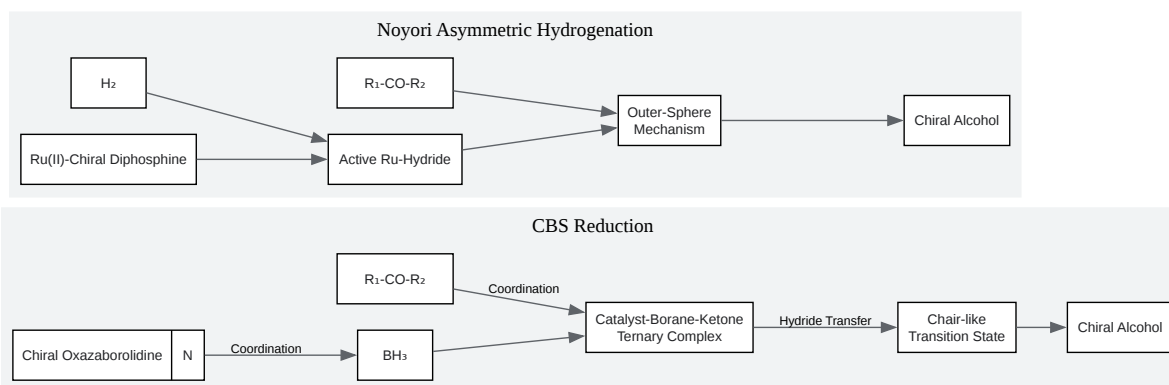 Noyori Asymmetric Hydrogenation
H₂
R₁-CO-R₂
Ru(II)-Chiral Diphosphine
Active Ru-Hydride
Outer-Sphere
Mechanism
Chiral Alcohol
CBS Reduction
R₁-CO-R₂
Coordination
Chiral Oxazaborolidine
N
Coordination
BH₃
Catalyst-Borane-Ketone
Ternary Complex
Hydride Transfer
Chair-like
Transition State
Chiral Alcohol